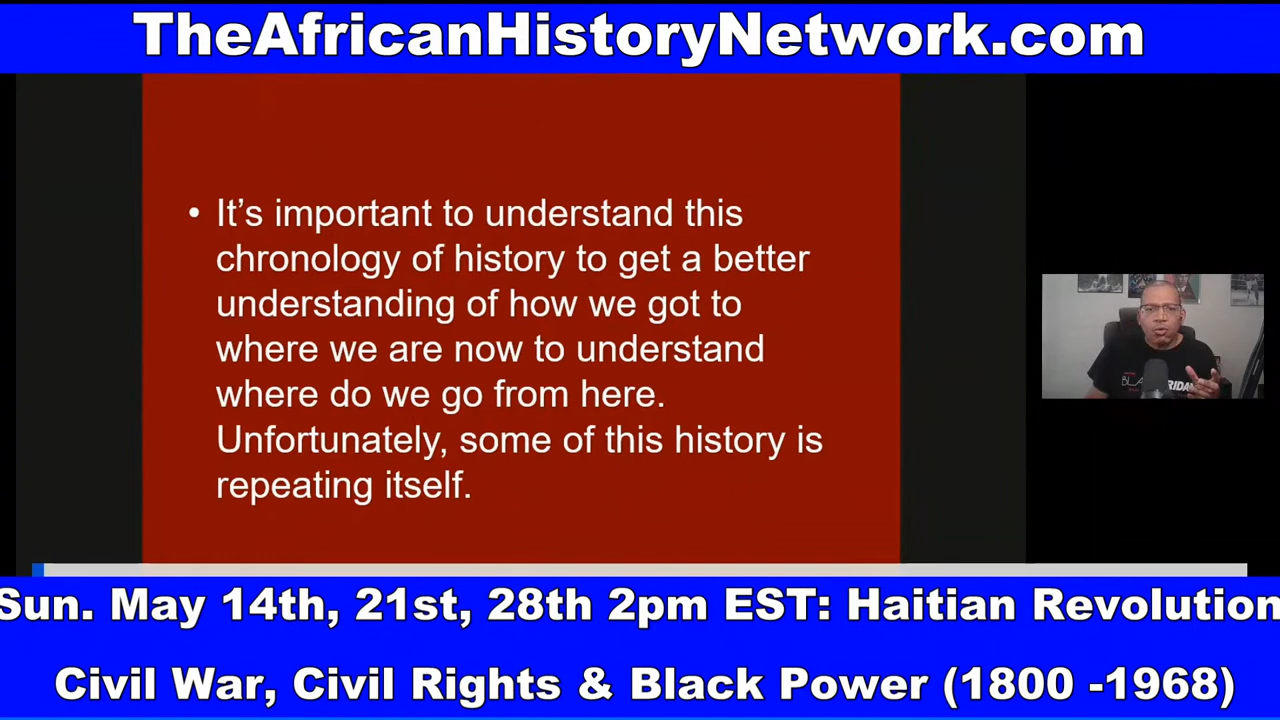 TheAfricanHistoryNetwork.com
• It’s important to understand this
chronology of history to get a better
understanding of how we got to
where we are now to understand
where do we go from here.
Unfortunately, some of this history is
repeating itself.
Sun. May 14th, 21st, 28th 2pm EST: Haitian Revolution
Civil War, Civil Rights & Black Power (1800 -1968)